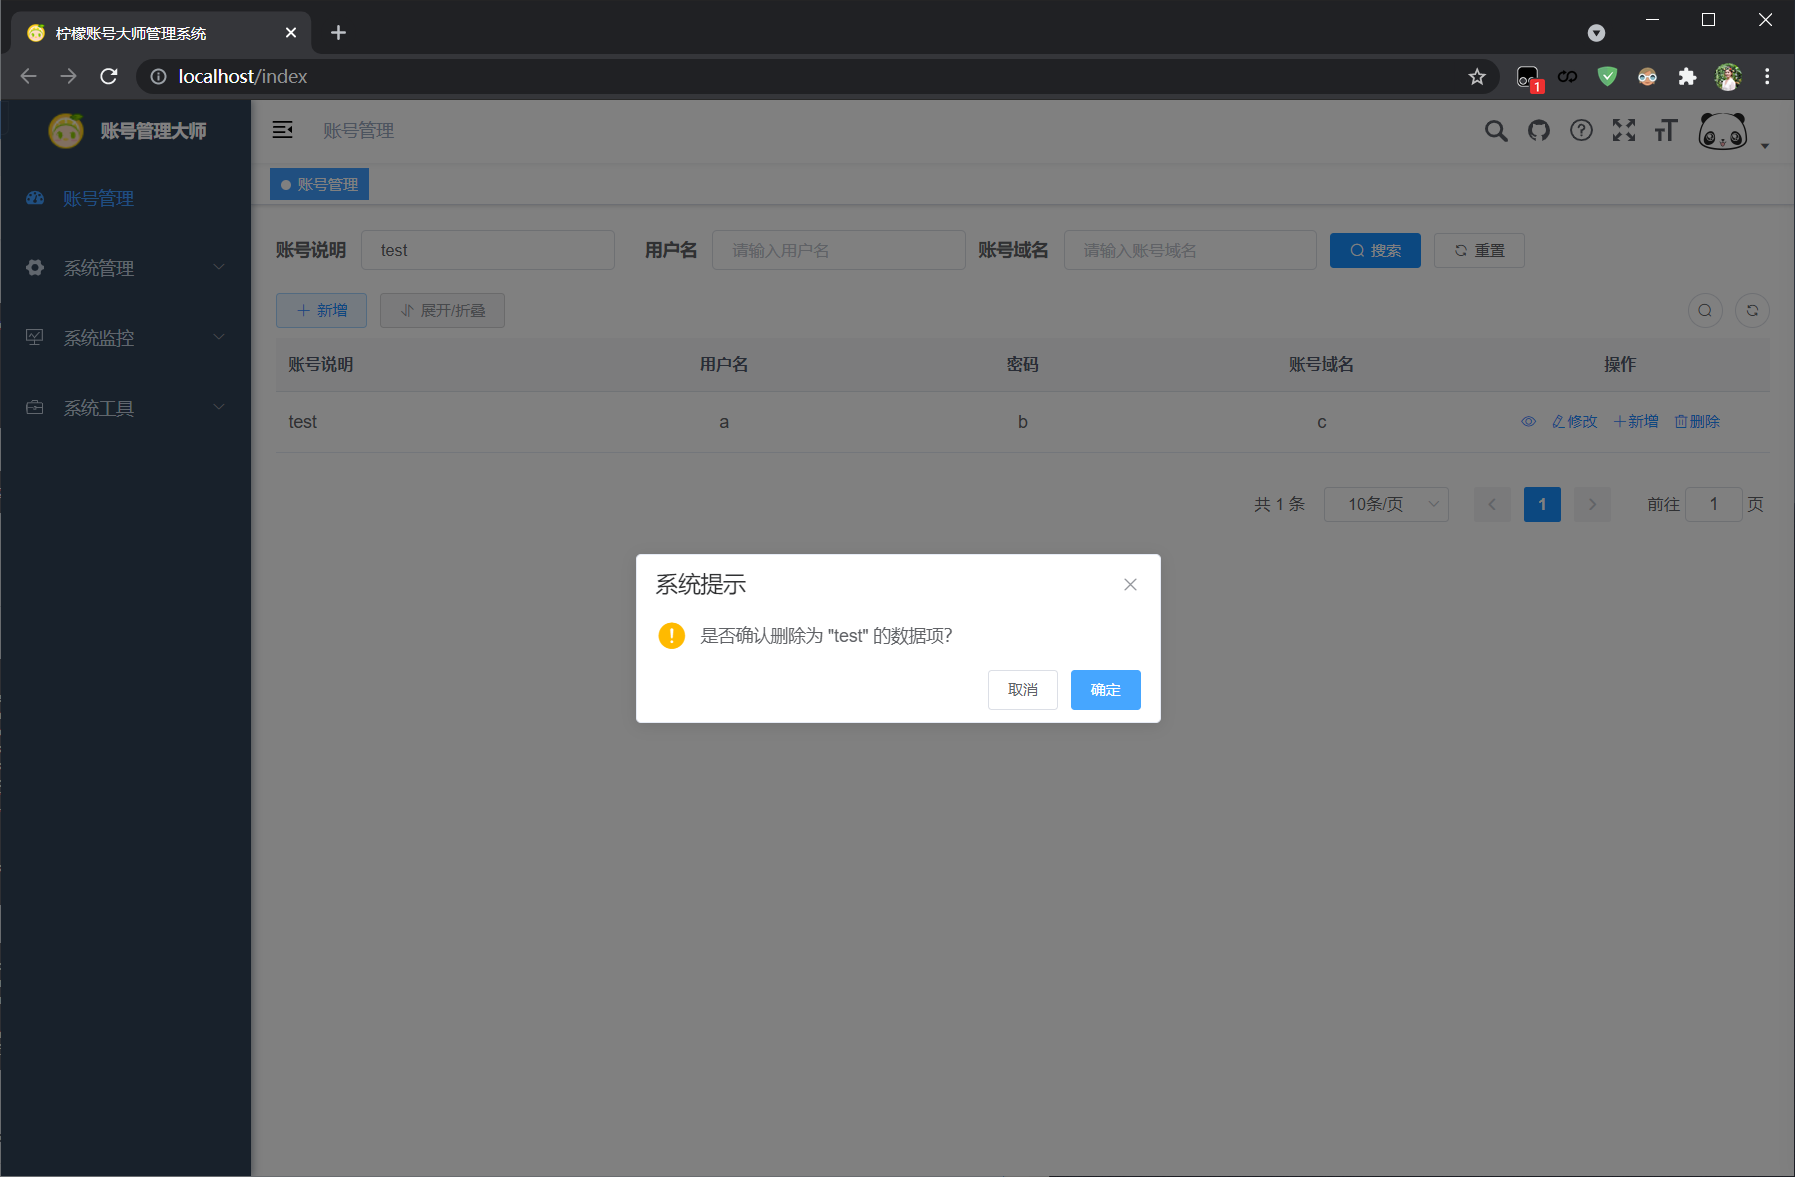 柠檬账号大师管理系统
localhost/index
1
账号管理大师
账号管理
账号管理
账号管理
系统管理
系统监控
系统工具
账号说明 test 用户名 请输入用户名 账号域名 请输入账号域名 搜索 重置
新增 展开/折叠
账号说明 用户名 密码 账号域名 操作
test a b c 修改 新增 删除
共 1 条 10条/页 1 前往 1 页
系统提示
是否确认删除为 "test" 的数据项?
取消 确定